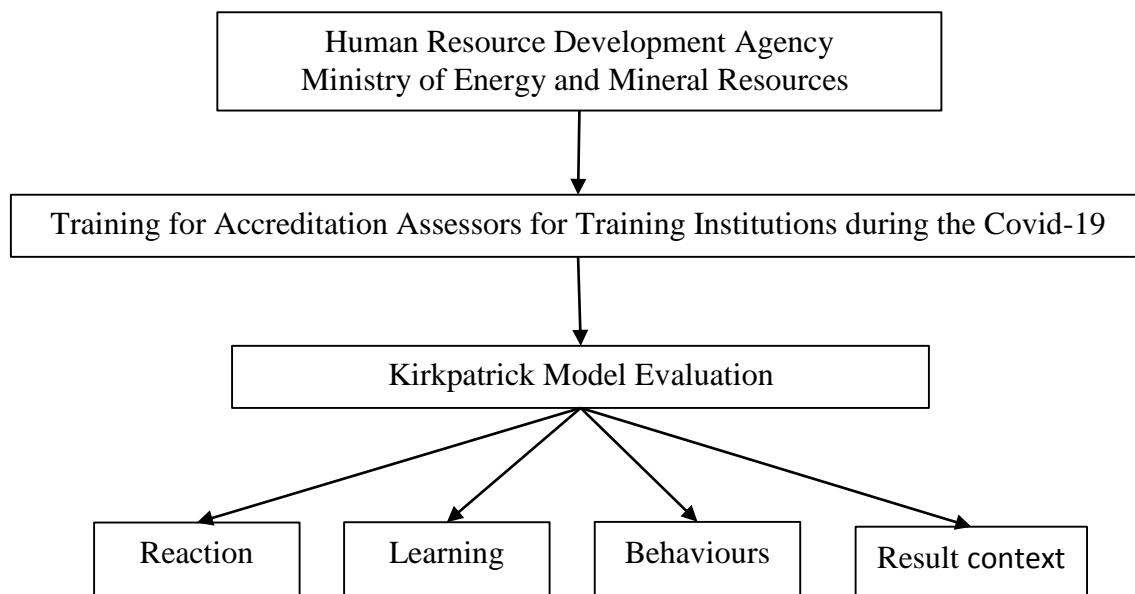 Human Resource Development Agency
Ministry of Energy and Mineral Resources
Training for Accreditation Assessors for Training Institutions during the Covid-19
Kirkpatrick Model Evaluation
Reaction
Learning
Behaviours
Result context